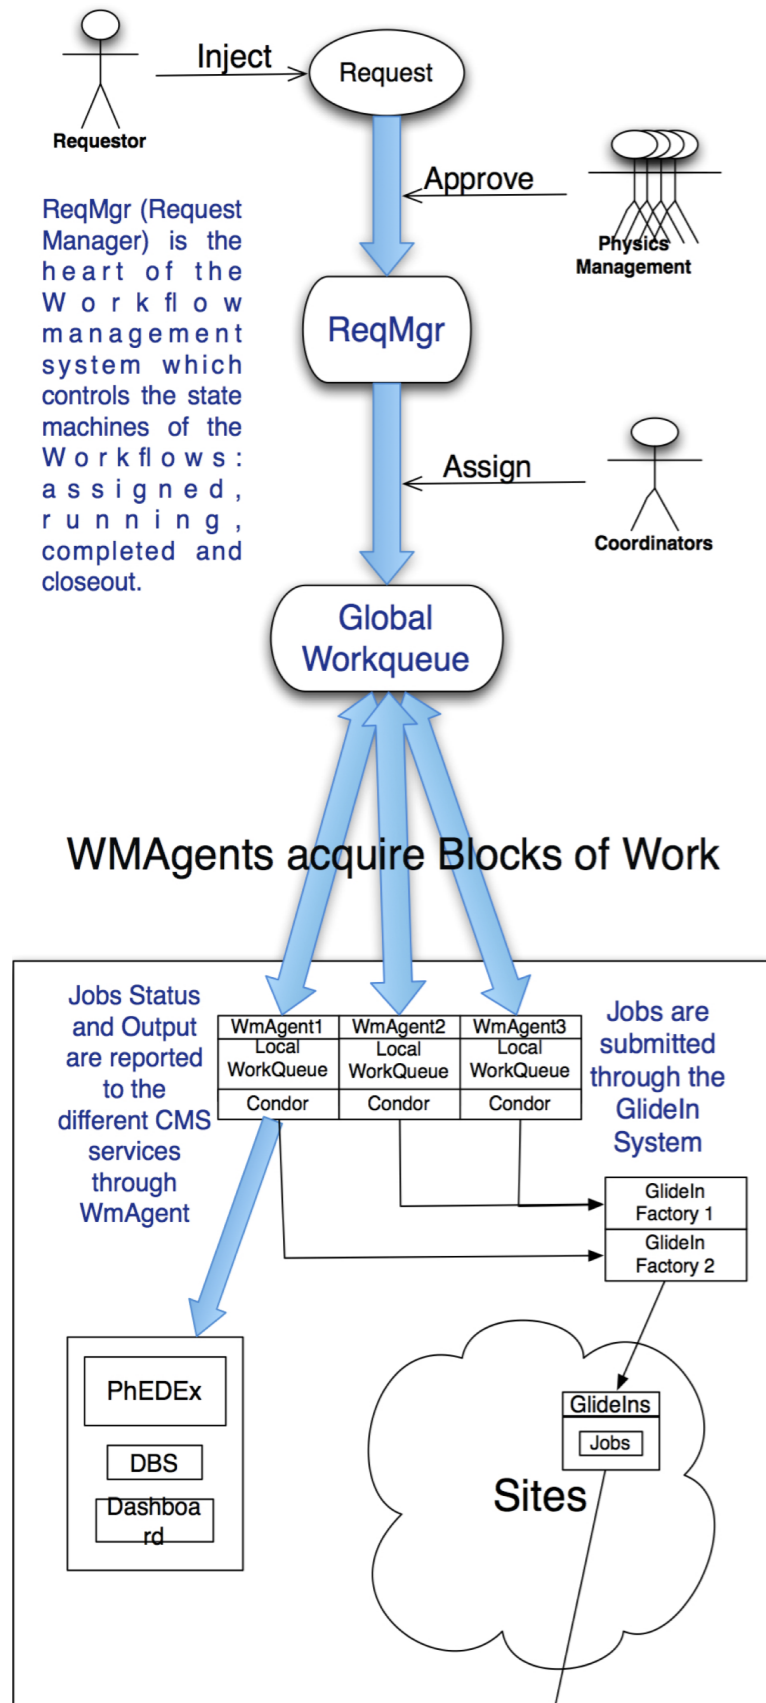 Inject
Request
Requestor
Approve
Physics
Management
ReqMgr (Request
Manager) is the
heart of the
Workflow
management
system which
controls the state
machines of the
Workflows:
assigned,
running,
completed and
closeout.
ReqMgr
Assign
Coordinators
Global
Workqueue
WMAgents acquire Blocks of Work
Jobs Status
and Output
are reported
to the
different CMS
services
through
WmAgent
WmAgent1
Local
WorkQueue
Condor
WmAgent2
Local
WorkQueue
Condor
WmAgent3
Local
WorkQueue
Condor
Jobs are
submitted
through the
GlideIn
System
GlideIn
Factory 1
GlideIn
Factory 2
PhEDEx
DBS
Dashboa
rd
GlideIns
Jobs
Sites